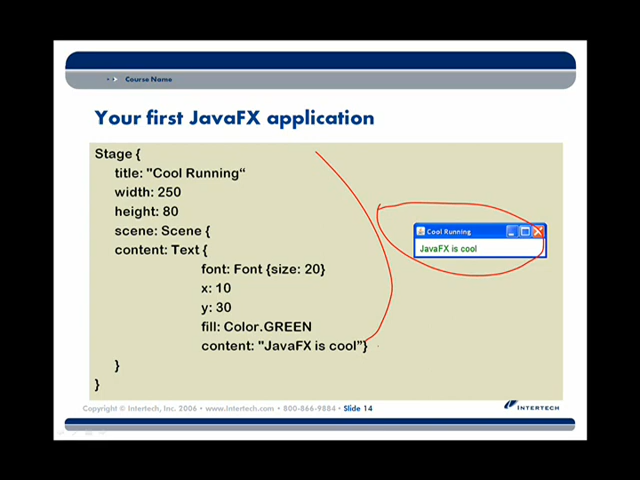 Course Name
Your first JavaFX application
Stage {
title: "Cool Running“
width: 250
height: 80
scene: Scene {
content: Text {
font: Font {size: 20}
x: 10
y: 30
fill: Color.GREEN
content: "JavaFX is cool”}
}
}
Cool Running
JavaFX is cool
Copyright © Intertech, Inc. 2006 • www.Intertech.com • 800-866-9884 • Slide 14
INTERTECH